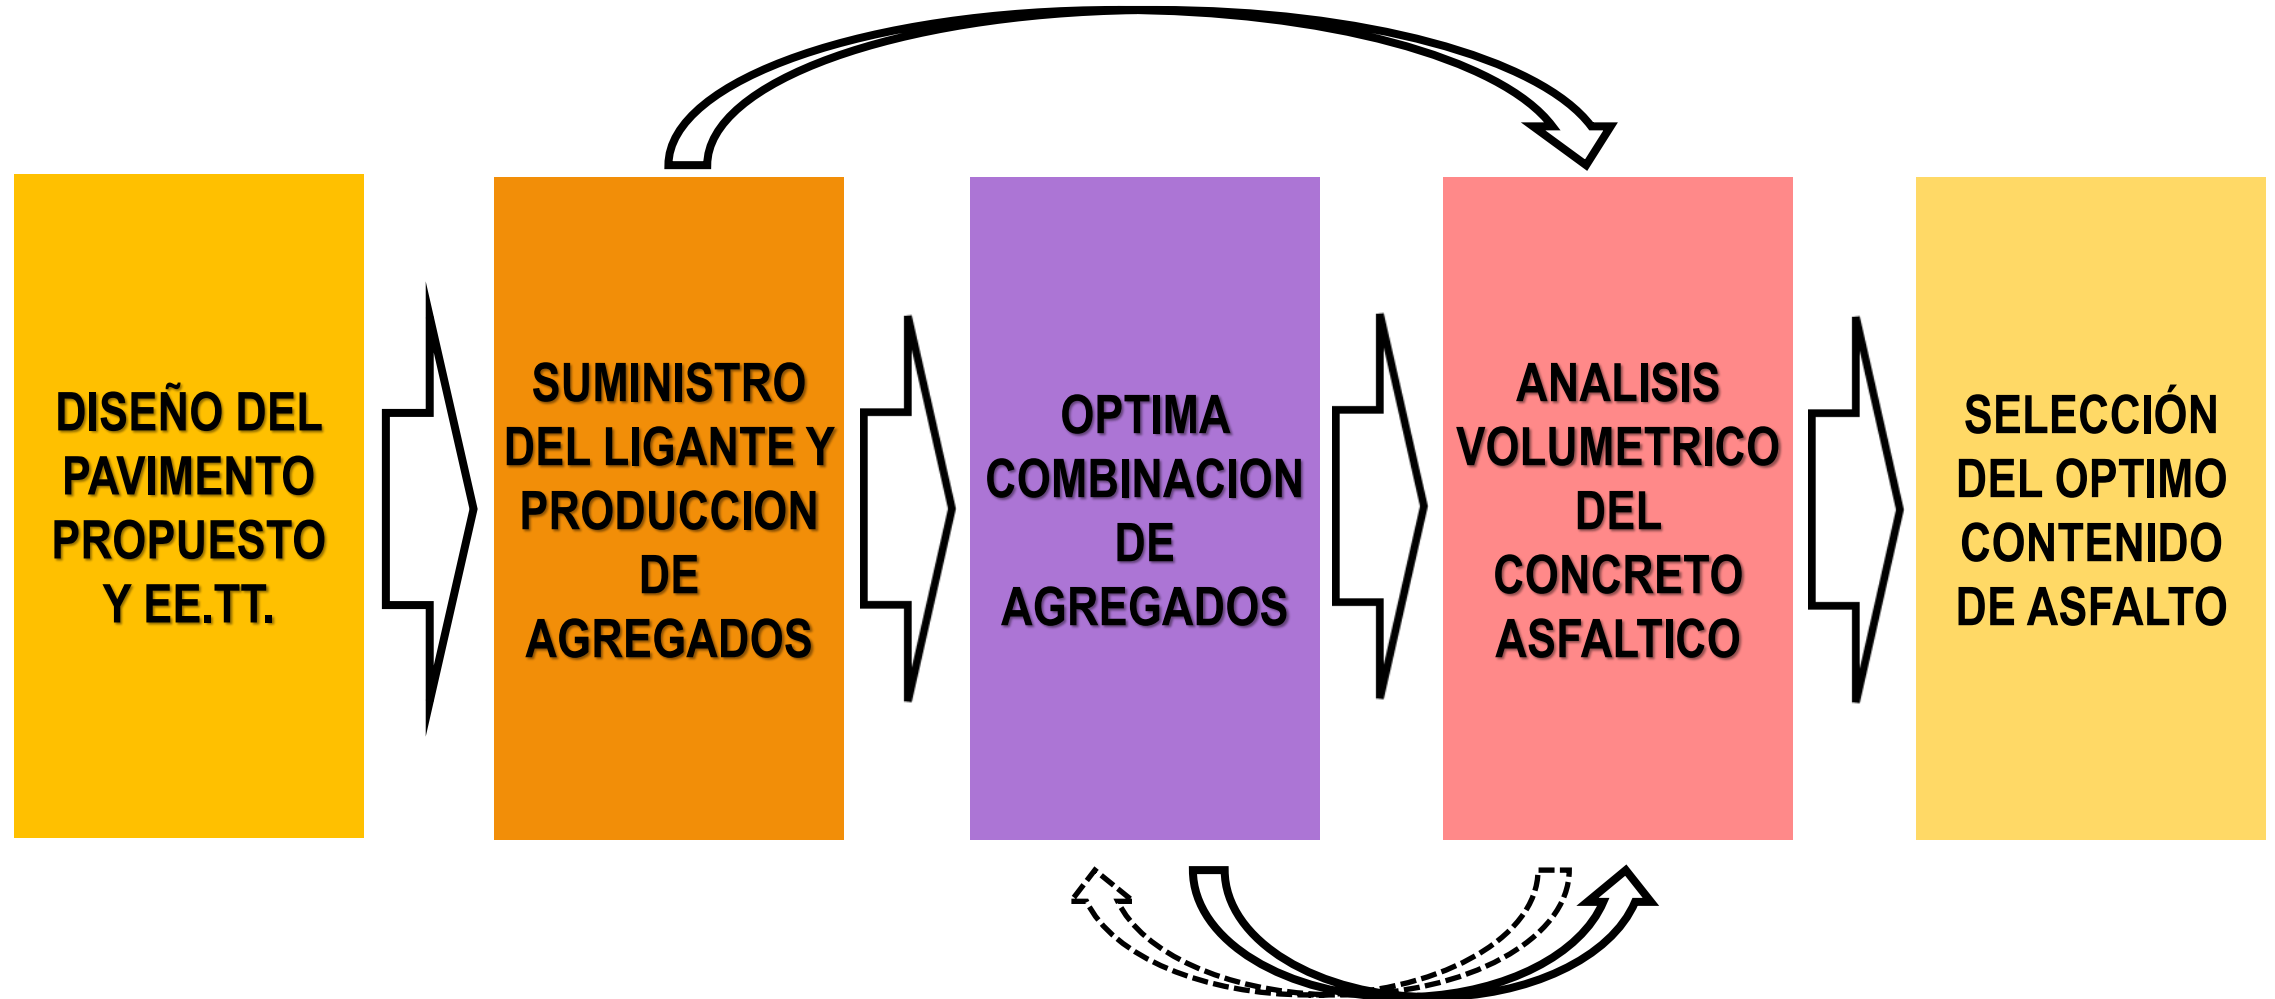 DISEÑO DEL
PAVIMENTO
PROPUESTO
Y EE.TT.
SUMINISTRO
DEL LIGANTE Y
PRODUCCION
DE
AGREGADOS
OPTIMA
COMBINACION
DE
AGREGADOS
ANALISIS
VOLUMETRICO
DEL
CONCRETO
ASFALTICO
SELECCIÓN
DEL OPTIMO
CONTENIDO
DE ASFALTO